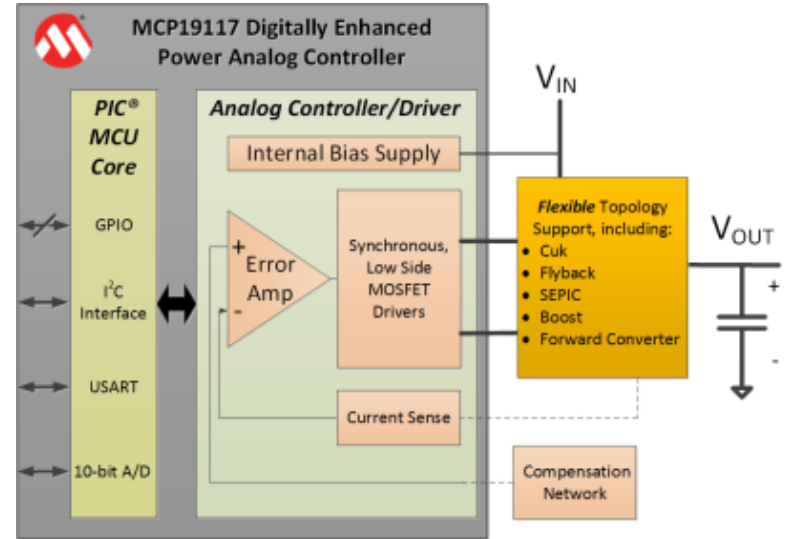 MCP19117 Digitally Enhanced
Power Analog Controller
PIC® 
MCU
Core
GPIO
I²C
Interface
USART
10-bit A/D
Analog Controller/Driver
Internal Bias Supply
+
Error
Amp
-
Synchronous,
Low Side
MOSFET
Drivers
Current Sense
V_IN
Flexible Topology
Support, including:
• Cuk
• Flyback
• SEPIC
• Boost
• Forward Converter
V_OUT
+
-
Compensation
Network